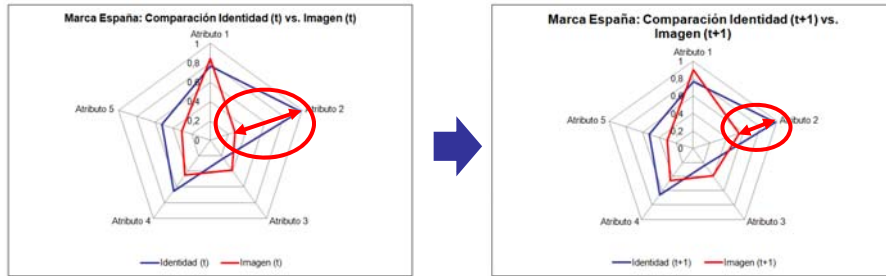 Marca España: Comparación Identidad (t) vs. Imagen (t)
Atributo 1
1
0,8
0,6
0,4
0,2
0
Atributo 2
Atributo 3
Atributo 4
Atributo 5
Identidad (t)
Imagen (t)
Marca España: Comparación Identidad (t+1) vs.
Imagen (t+1)
Atributo 1
1
0,8
0,6
0,4
0,2
0
Atributo 2
Atributo 3
Atributo 4
Atributo 5
Identidad (t+1)
Imagen (t+1)